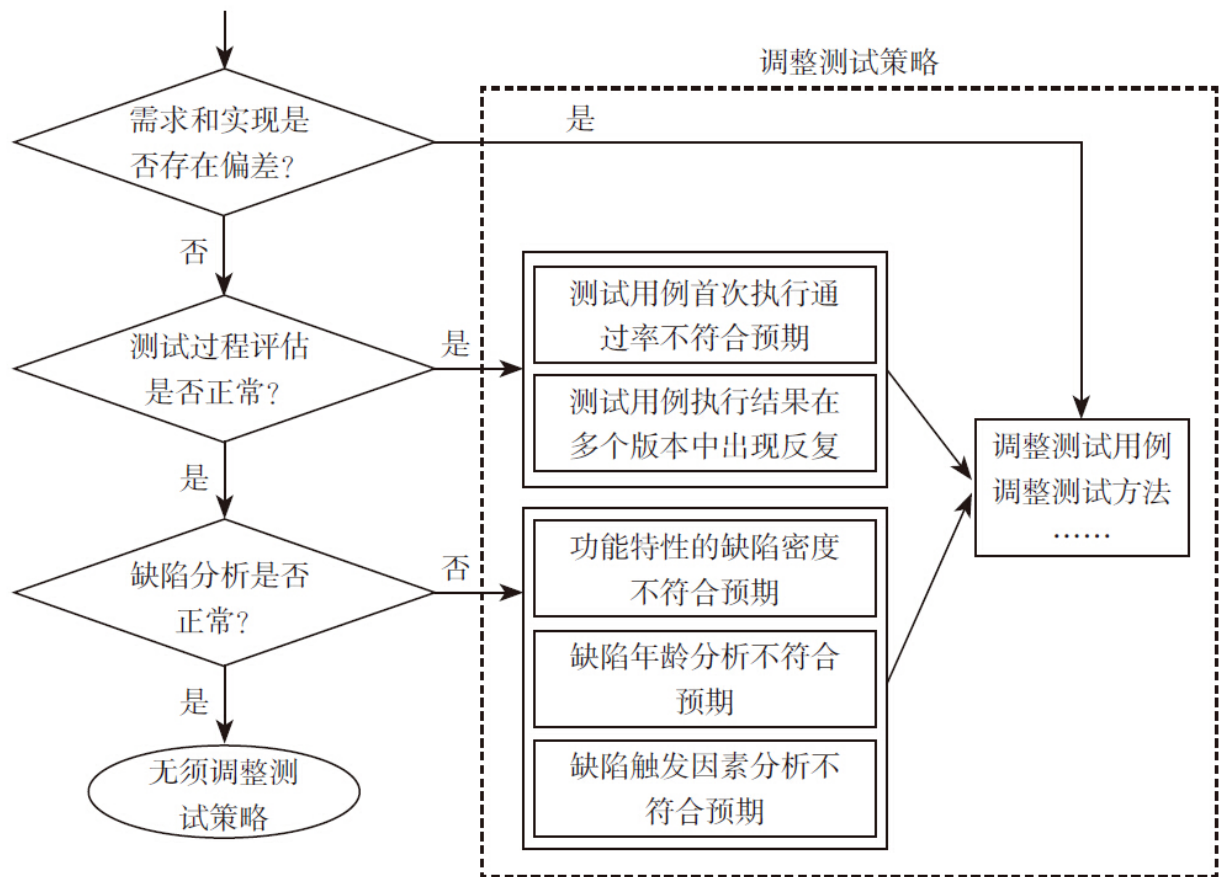 调整测试策略
需求和实现是
否存在偏差？
是
否
测试过程评估
是否正常？
是
测试用例首次执行通
过率不符合预期
测试用例执行结果在
多个版本中出现反复
调整测试用例
调整测试方法
……
是
缺陷分析是否
正常？
否
功能特性的缺陷密度
不符合预期
缺陷年龄分析不符合
预期
缺陷触发因素分析不
符合预期
是
无须调整测
试策略